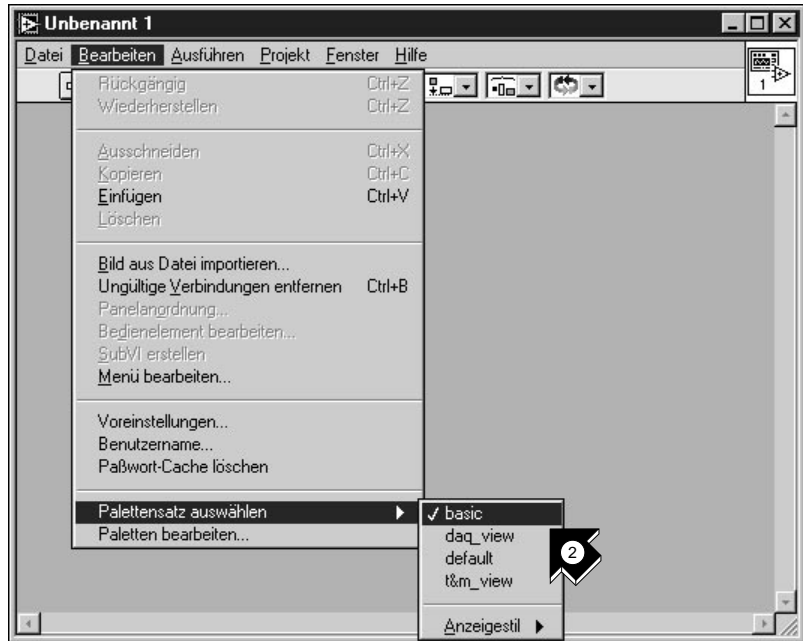 Unbenannt 1
Datei Bearbeiten Ausführen Projekt Fenster Hilfe
1
Rückgängig Ctrl+Z
Wiederherstellen Ctrl+Z
Ausschneiden Ctrl+X
Kopieren Ctrl+C
Einfügen Ctrl+V
Löschen
Bild aus Datei importieren...
Ungültige Verbindungen entfernen Ctrl+B
Panelanordnung...
Bedienelement bearbeiten...
SubVI erstellen
Menü bearbeiten...
Voreinstellungen...
Benutzername...
Paßwort-Cache löschen
Palettensatz auswählen
Paletten bearbeiten...
basic
daq_view
default
t&m_view
Anzeigestil
2